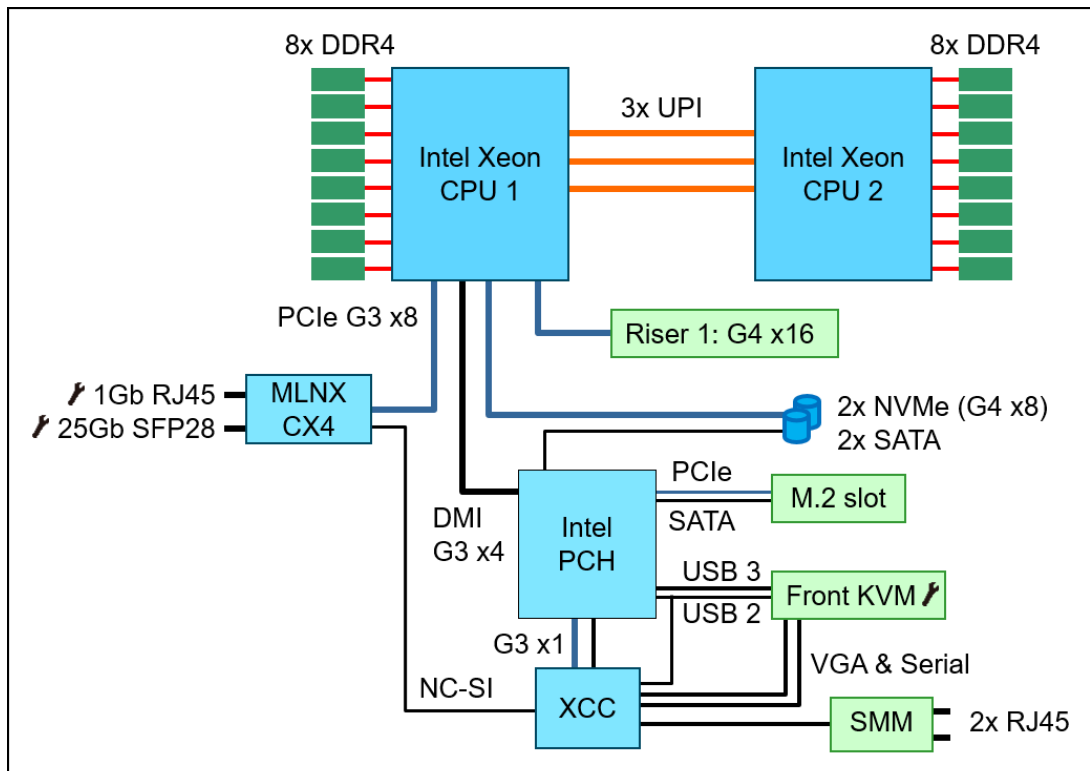 8x DDR4
8x DDR4
3x UPI
Intel Xeon
CPU 1
Intel Xeon
CPU 2
PCIe G3 x8
Riser 1: G4 x16
1Gb RJ45
25Gb SFP28
MLNX
CX4
2x NVMe (G4 x8)
2x SATA
PCIe
M.2 slot
SATA
DMI
G3 x4
Intel
PCH
USB 3
USB 2
Front KVM
G3 x1
VGA & Serial
NC-SI
XCC
SMM
2x RJ45